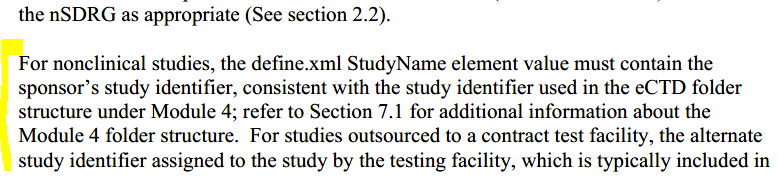 the nSDRG as appropriate (See section 2.2).
For nonclinical studies, the define.xml StudyName element value must contain the
sponsor's study identifier, consistent with the study identifier used in the eCTD folder
structure under Module 4; refer to Section 7.1 for additional information about the
Module 4 folder structure.  For studies outsourced to a contract test facility, the alternate
study identifier assigned to the study by the testing facility, which is typically included in